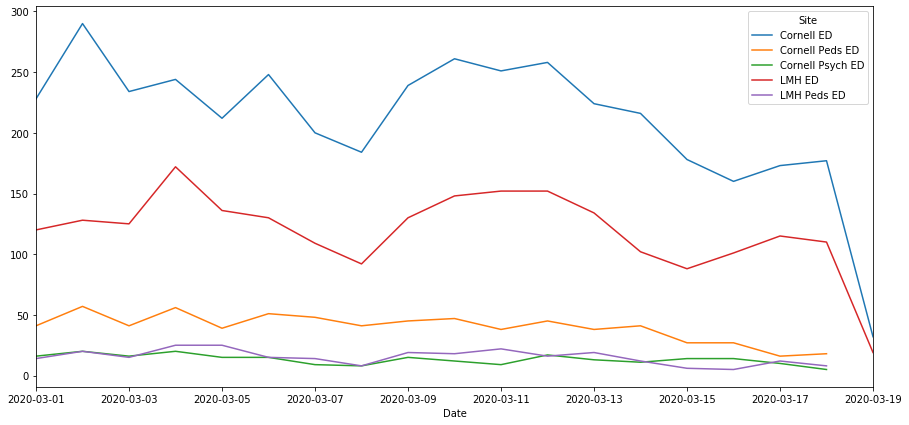 300
250
200
150
100
50
0
Site
Cornell ED
Cornell Peds ED
Cornell Psych ED
LMH ED
LMH Peds ED
2020-03-01 2020-03-03 2020-03-05 2020-03-07 2020-03-09 2020-03-11 2020-03-13 2020-03-15 2020-03-17 2020-03-19
Date